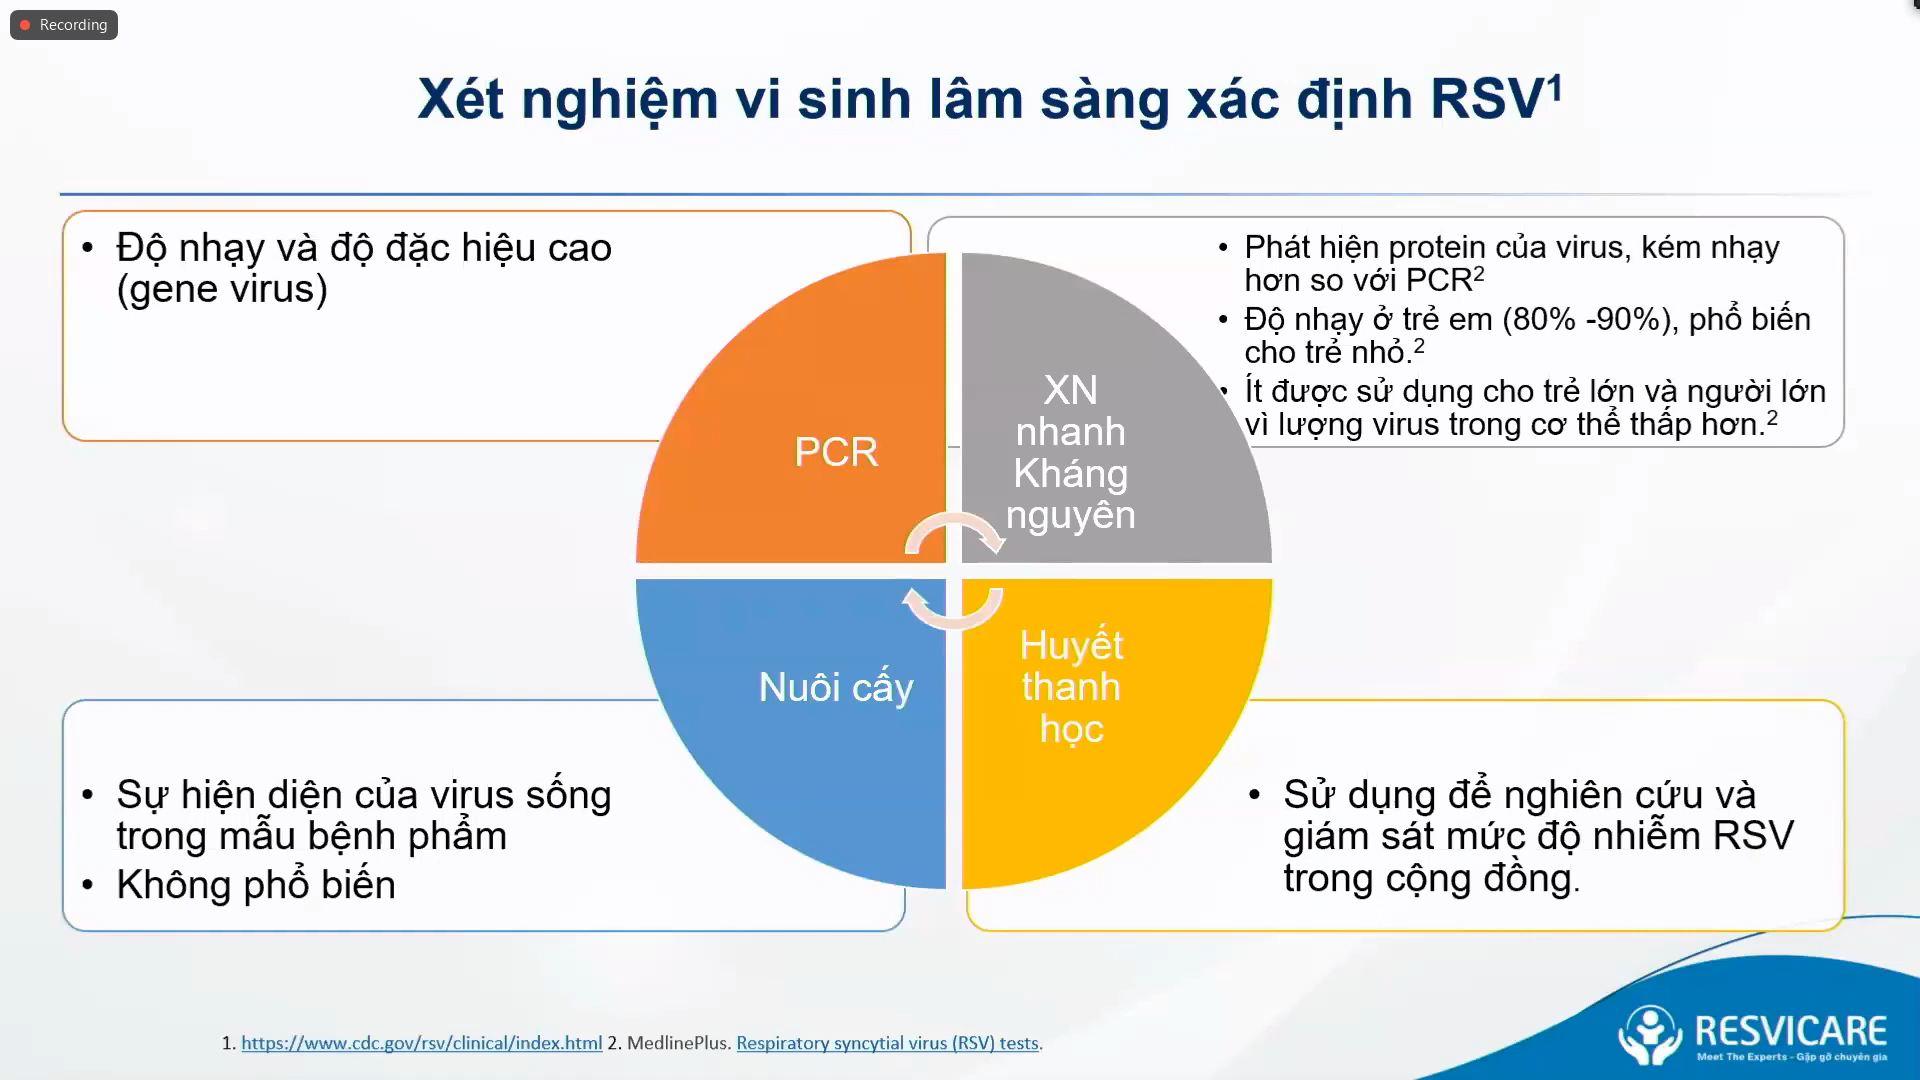 Recording
Xét nghiệm vi sinh lâm sàng xác định RSV¹
• Độ nhạy và độ đặc hiệu cao
(gene virus)
• Phát hiện protein của virus, kém nhạy
hơn so với PCR²
• Độ nhạy ở trẻ em (80% -90%), phổ biến
cho trẻ nhỏ.²
• Ít được sử dụng cho trẻ lớn và người lớn
vì lượng virus trong cơ thể thấp hơn.²
PCR
XN
nhanh
Kháng
nguyên
Nuôi cấy
Huyết
thanh
học
• Sự hiện diện của virus sống
trong mẫu bệnh phẩm
• Không phổ biến
• Sử dụng để nghiên cứu và
giám sát mức độ nhiễm RSV
trong cộng đồng.
1. https://www.cdc.gov/rsv/clinical/index.html 2. MedlinePlus. Respiratory syncytial virus (RSV) tests.
RESVICARE
Meet The Experts - Gặp gỡ chuyên gia